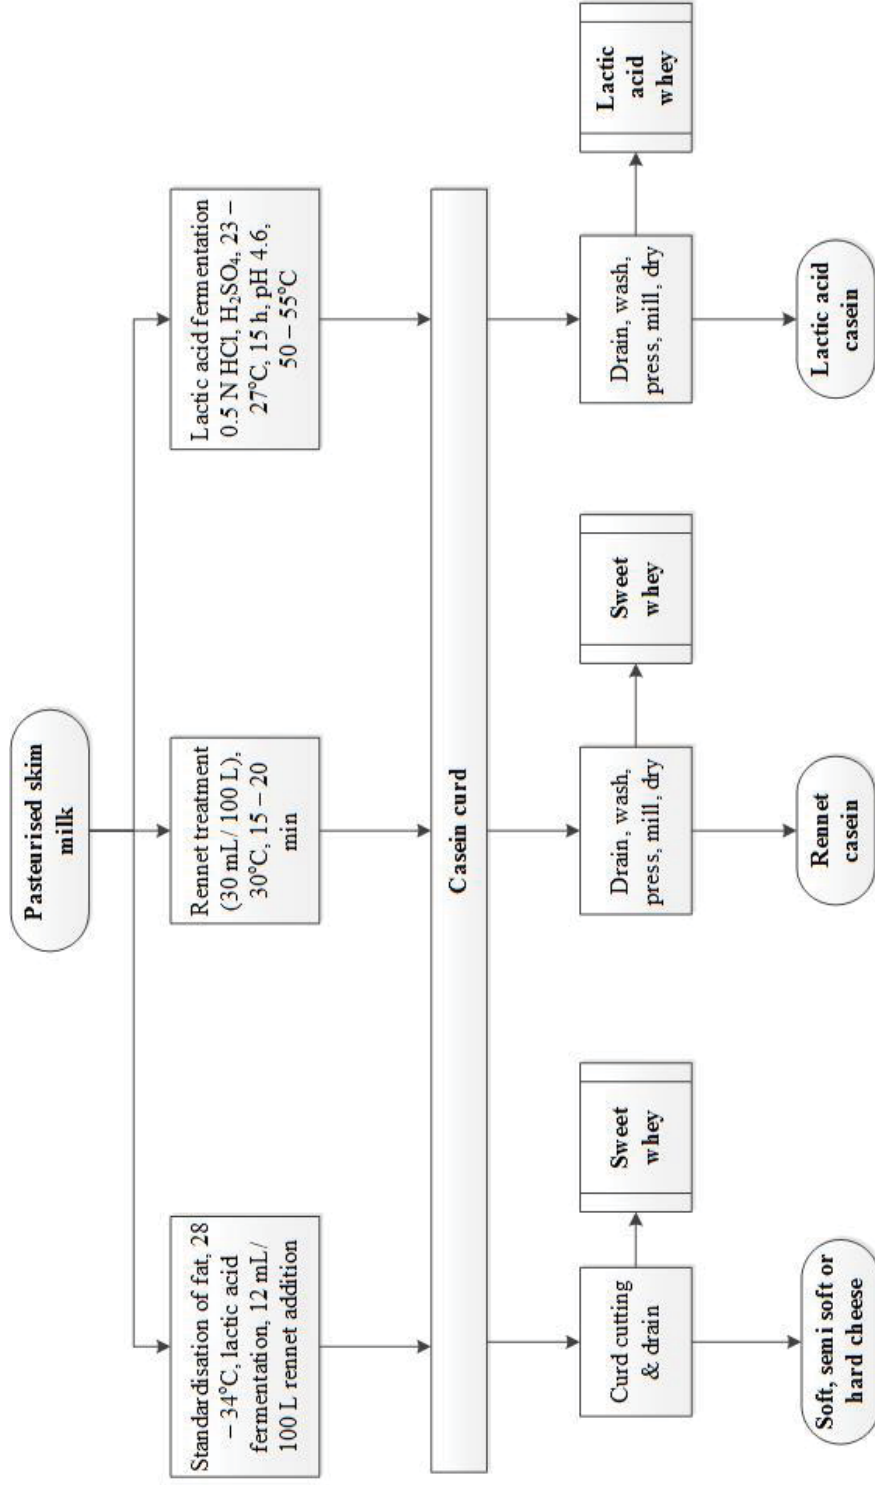 Pasteurised skim
milk
Standardisation of fat, 28
– 34°C, lactic acid
fermentation, 12 mL/
100 L rennet addition
Rennet treatment
(30 mL/ 100 L),
30°C, 15 – 20
min
Lactic acid fermentation
0.5 N HCl, H₂SO₄, 23 –
27°C, 15 h, pH 4.6,
50 – 55°C
Casein curd
Curd cutting
& drain
Sweet
whey
Drain, wash,
press, mill, dry
Sweet
whey
Drain, wash,
press, mill, dry
Lactic
acid
whey
Soft, semi soft or
hard cheese
Rennet
casein
Lactic acid
casein